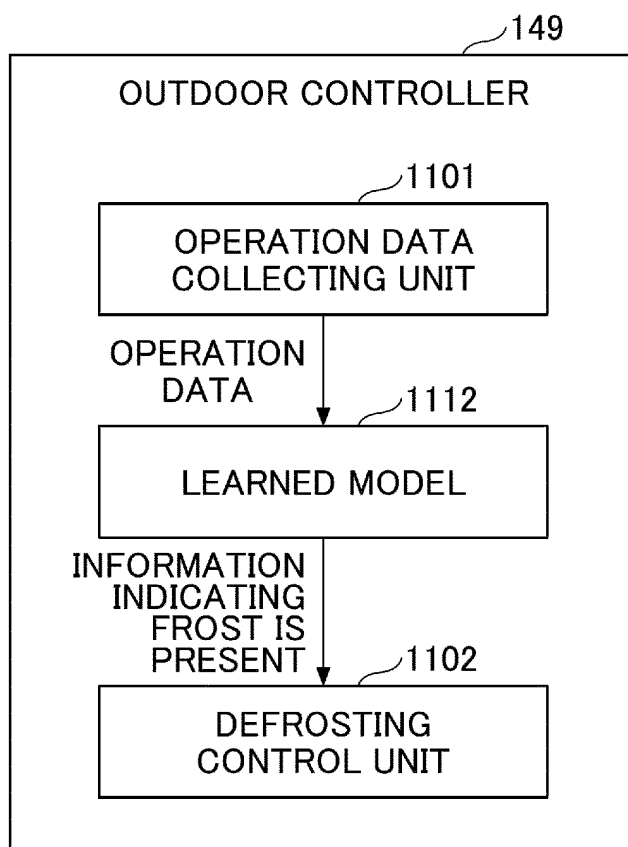 149
OUTDOOR CONTROLLER
1101
OPERATION DATA
COLLECTING UNIT
OPERATION
DATA
1112
LEARNED MODEL
INFORMATION
INDICATING
FROST IS
PRESENT
1102
DEFROSTING
CONTROL UNIT